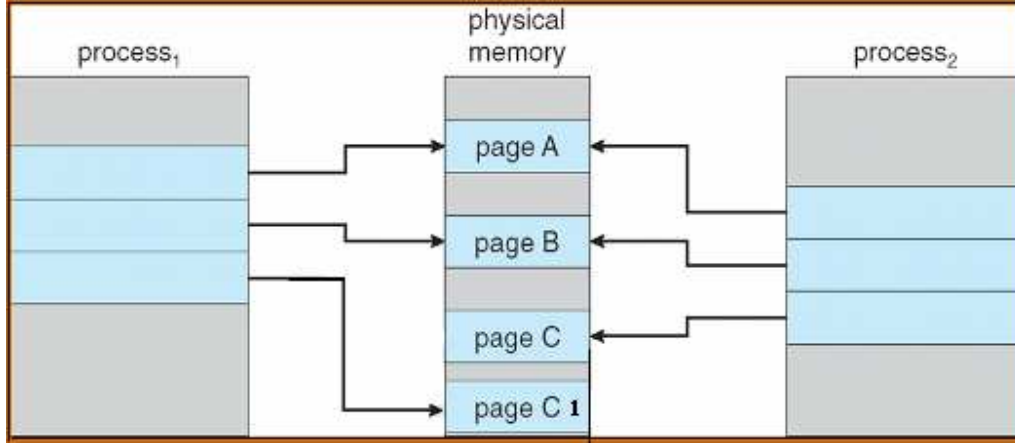 physical
memory
process₁
process₂
page A
page B
page C
page C 1